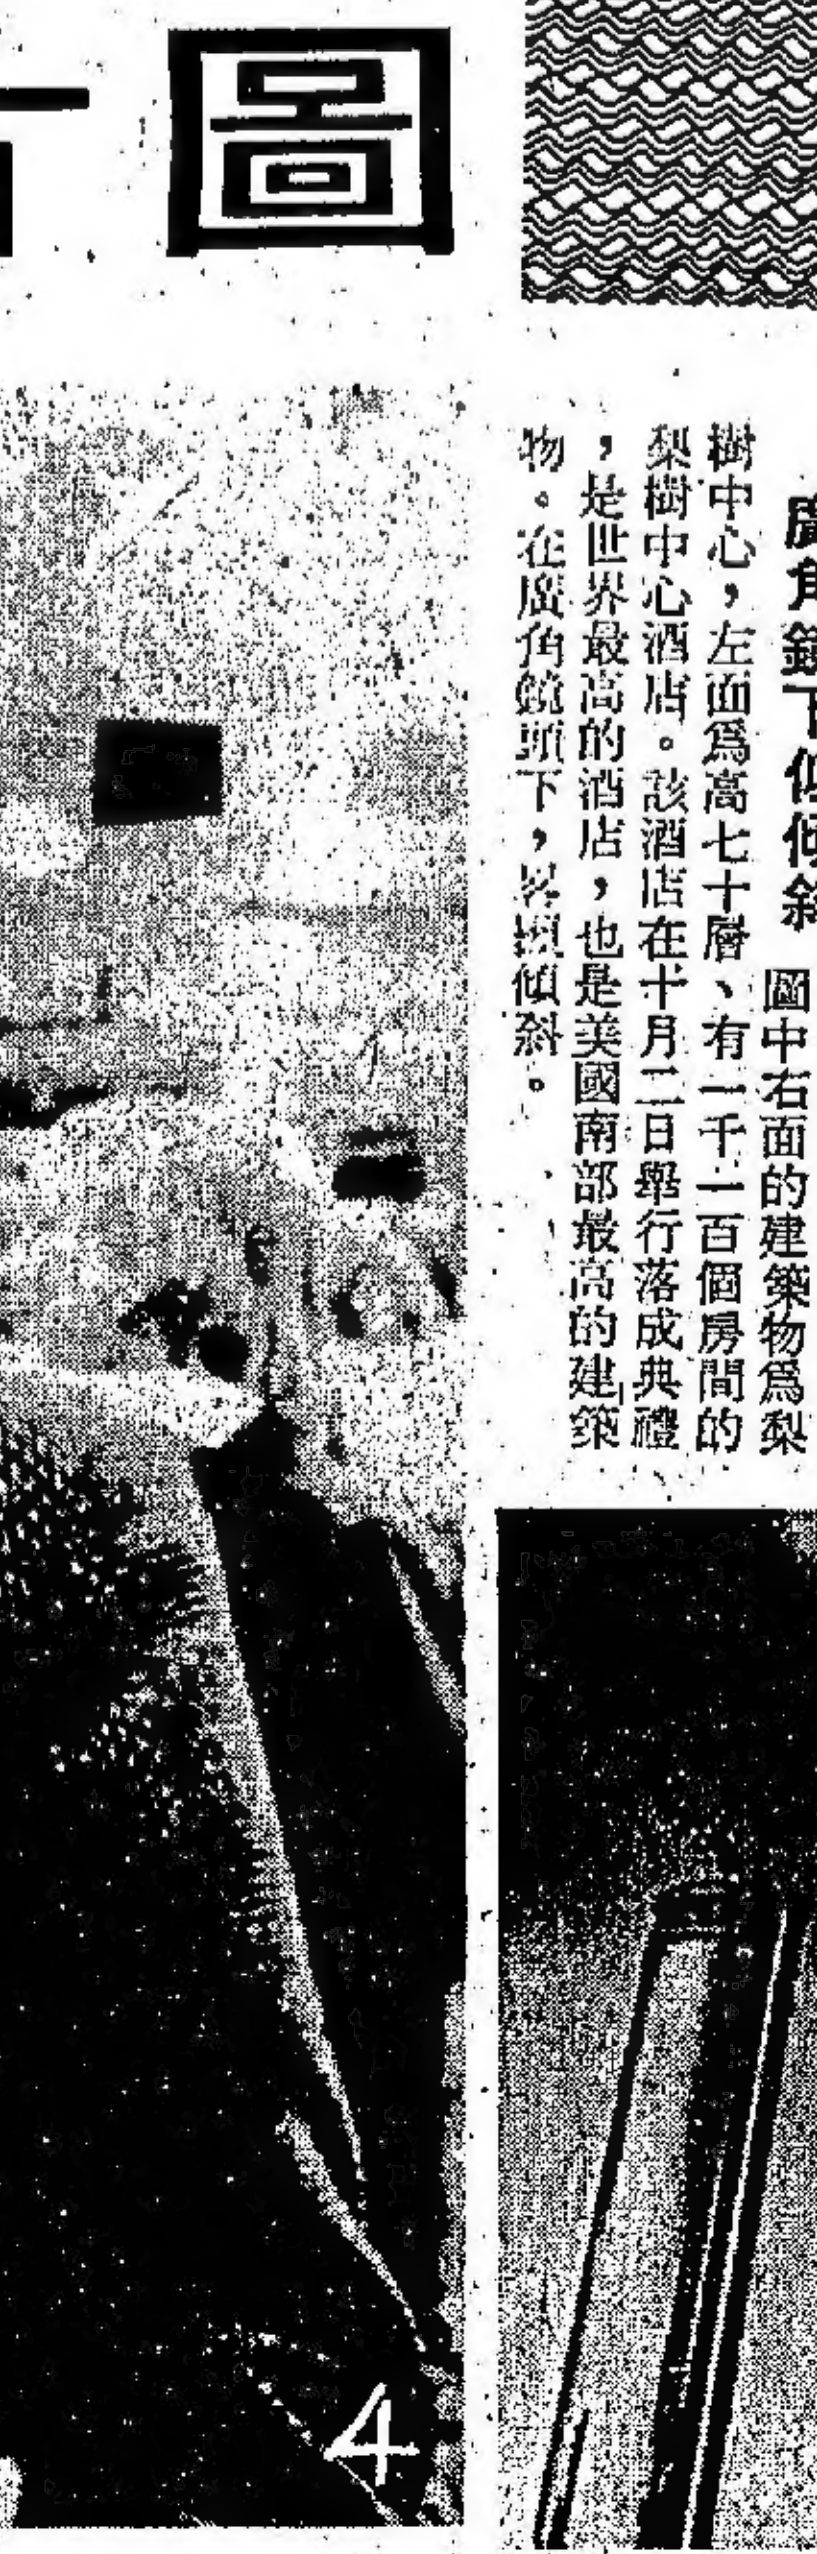 圖
廣角鏡下似傾斜
圖中右面的建築物爲梨
樹中心，左面爲高七十層、有一千一百個房間的
梨樹中心酒店。該酒店在十月二日舉行落成典禮
，是世界最高的酒店，也是美國南部最高的建築
物。在廣角鏡頭下，畧現傾斜。
4